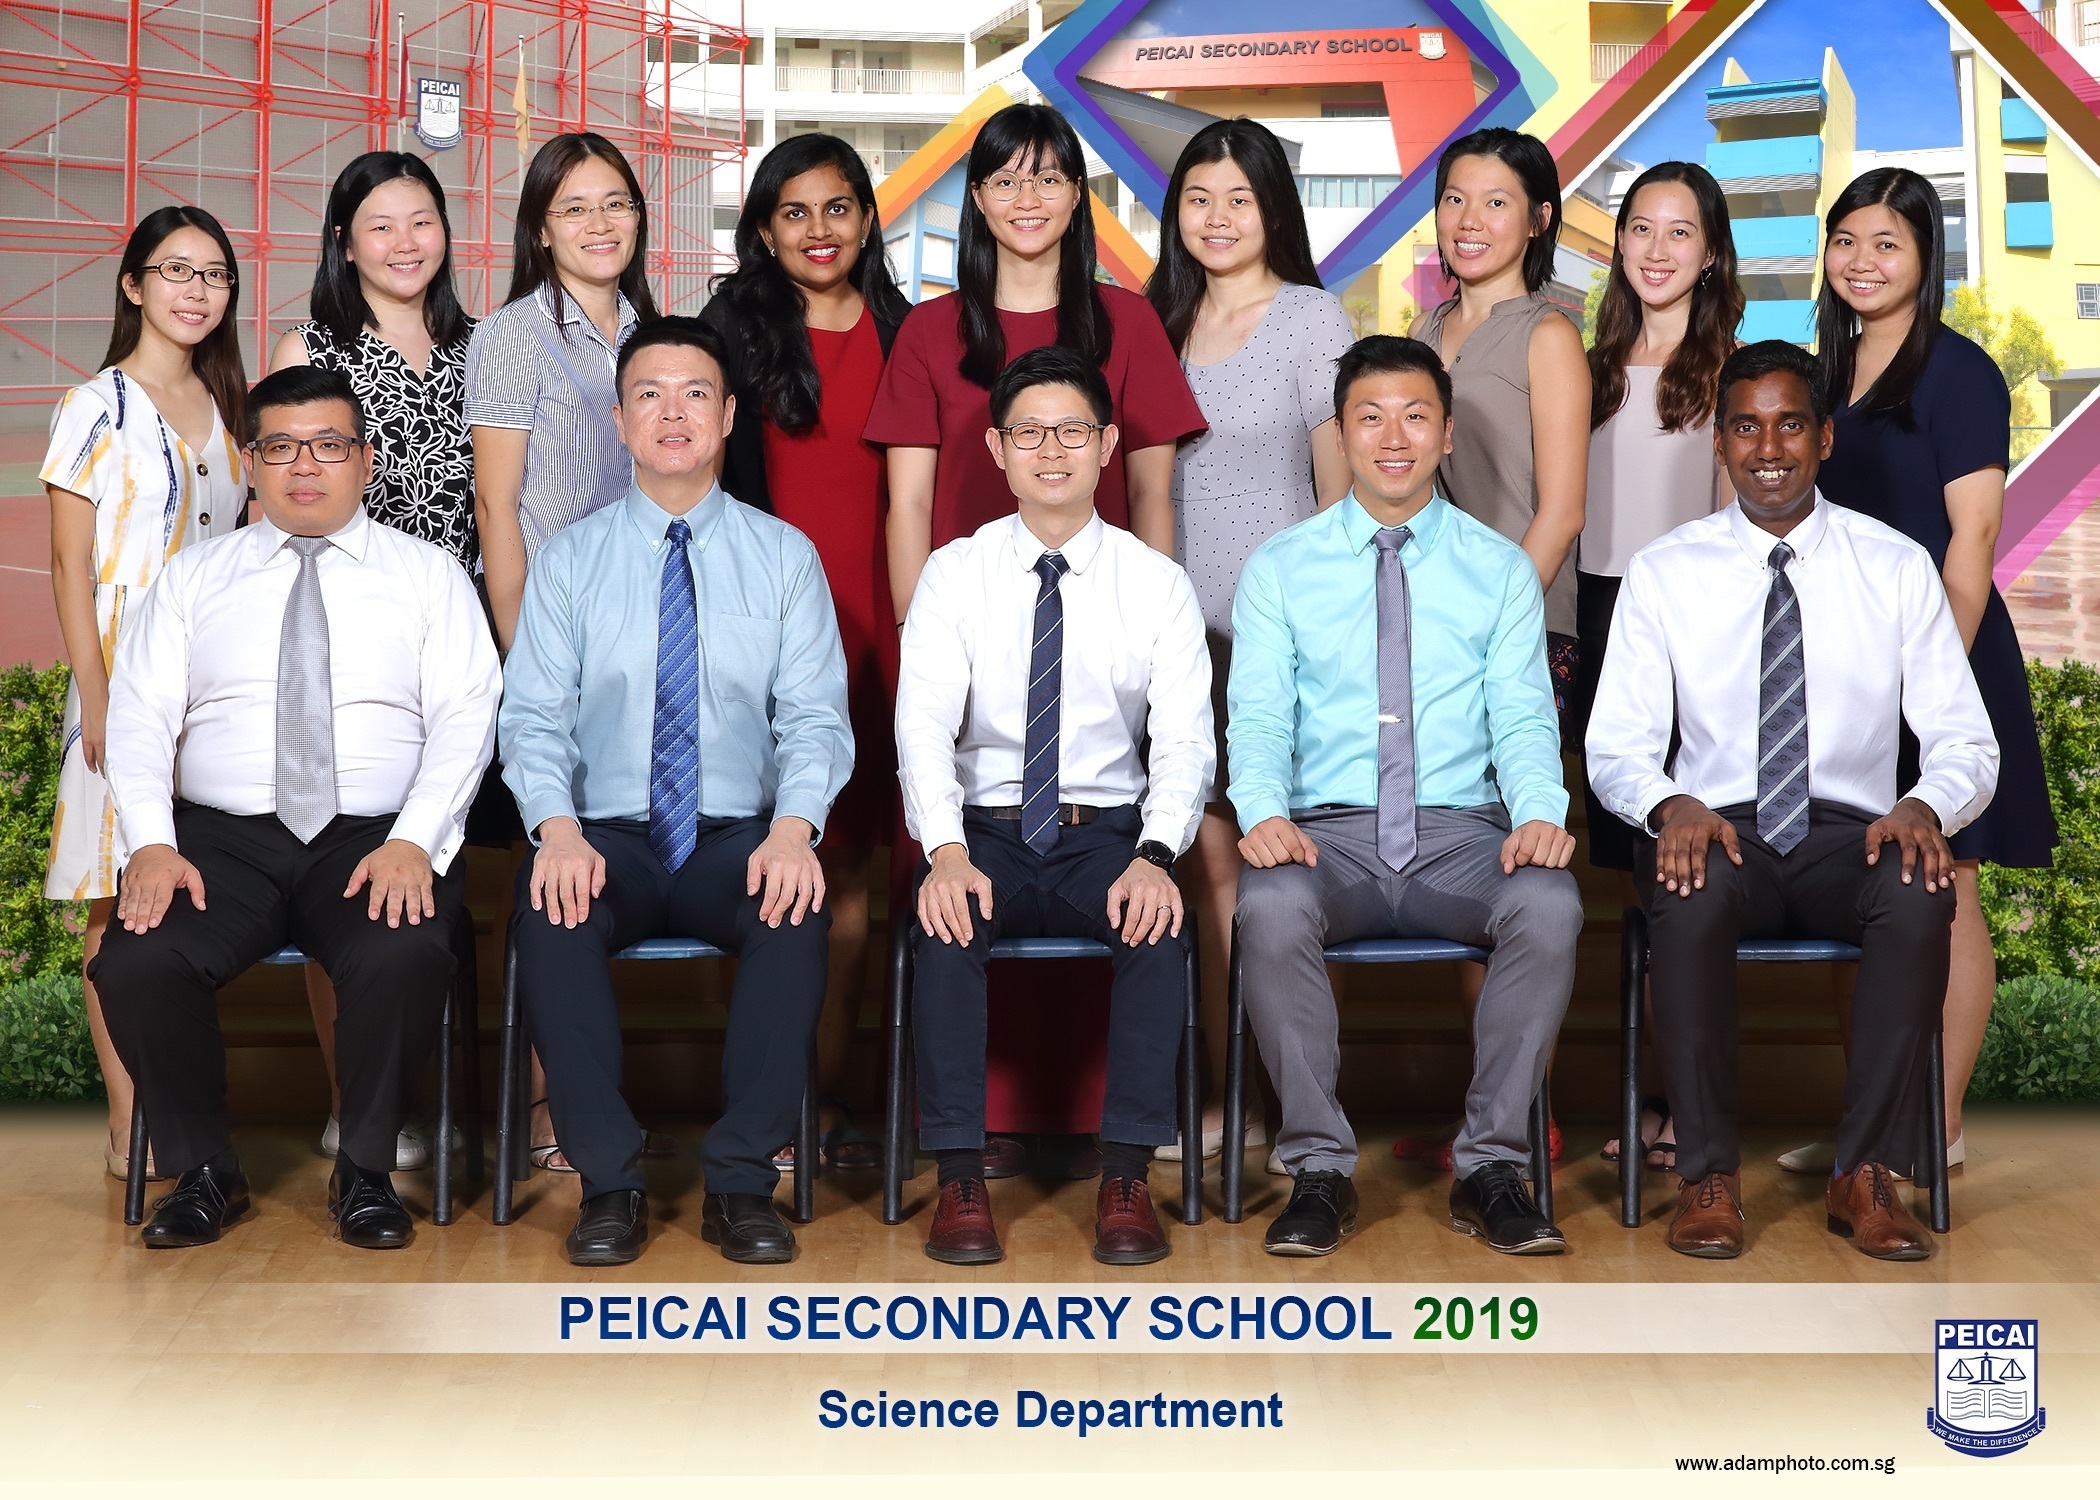 PEICAI SECONDARY SCHOOL
PEICAI
PEICAI
PEICAI SECONDARY SCHOOL 2019
Science Department
PEICAI
WE MAKE THE DIFFERENCE
www.adamphoto.com.sg